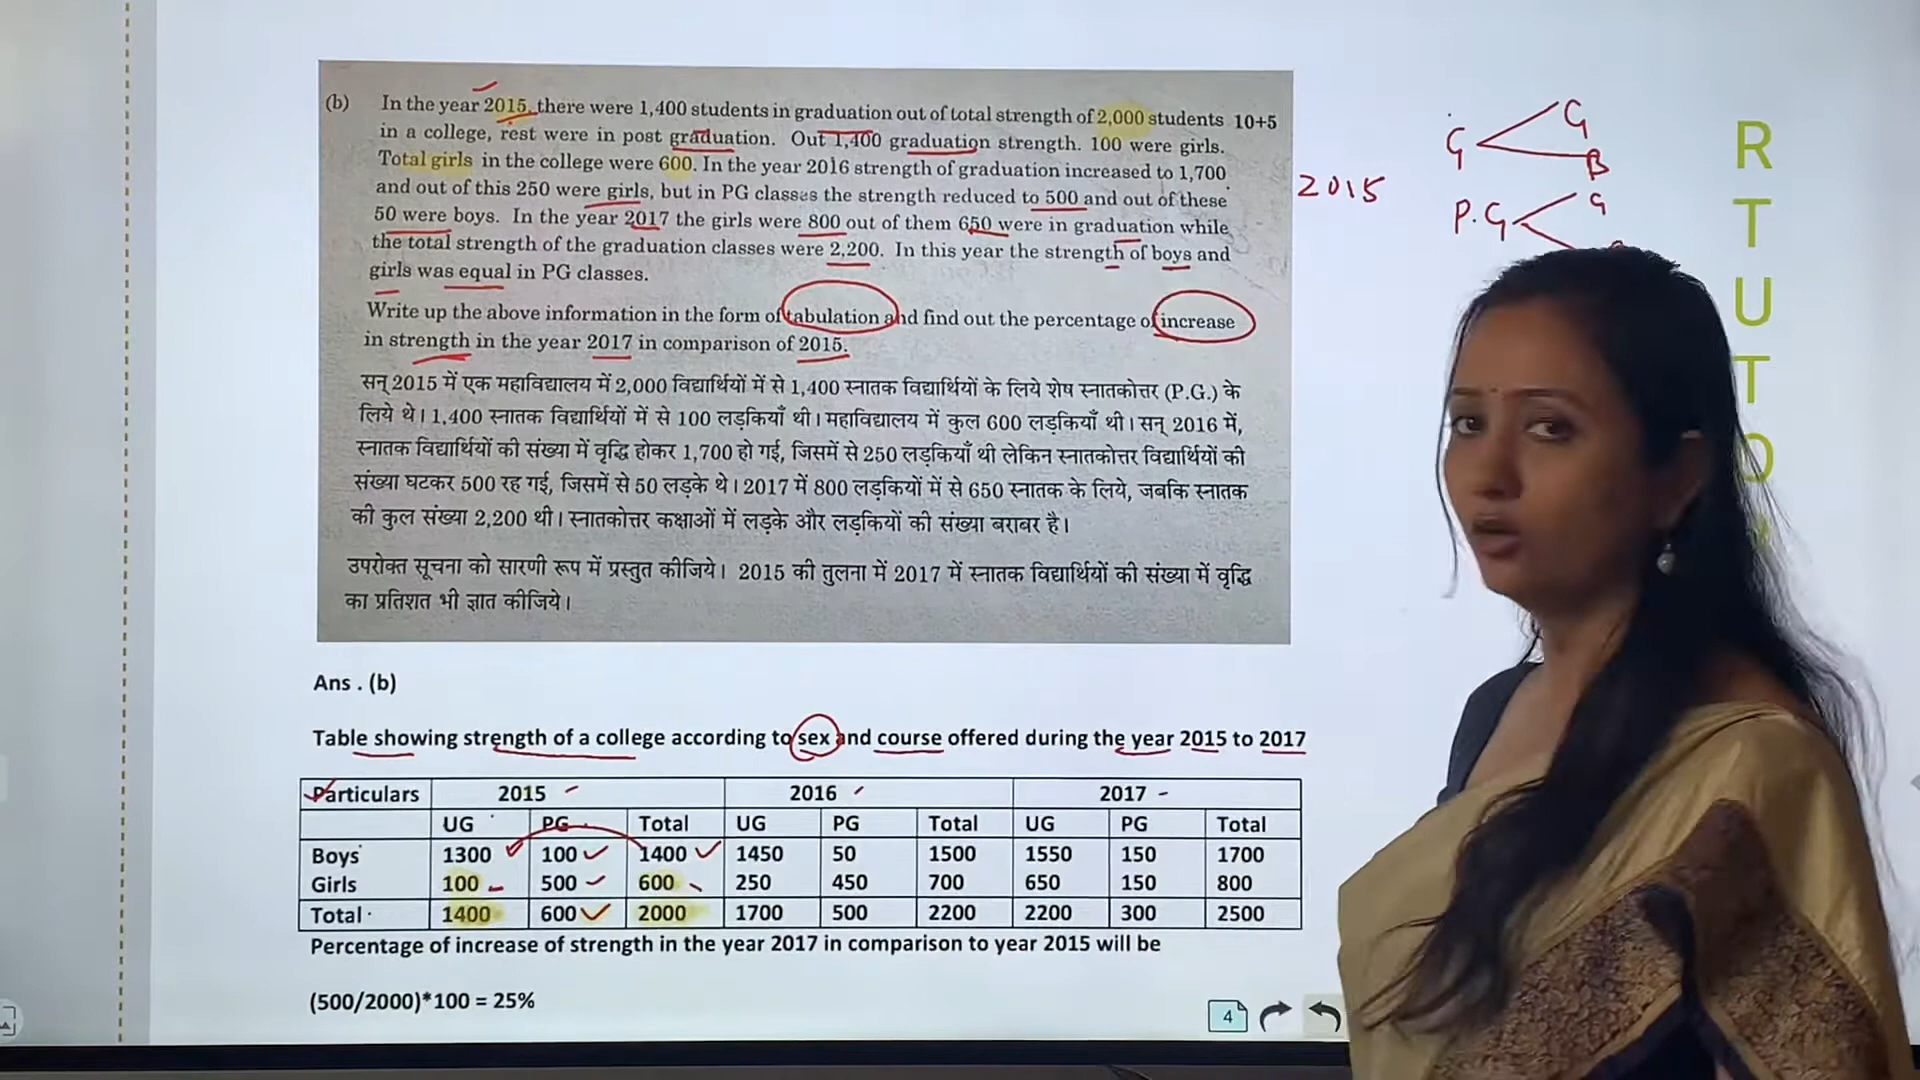 (b) In the year 2015, there were 1,400 students in graduation out of total strength of 2,000 students 10+5
in a college, rest were in post graduation. Out 1,400 graduation strength. 100 were girls.
Total girls in the college were 600. In the year 2016 strength of graduation increased to 1,700
and out of this 250 were girls, but in PG classes the strength reduced to 500 and out of these
50 were boys. In the year 2017 the girls were 800 out of them 650 were in graduation while
the total strength of the graduation classes were 2,200. In this year the strength of boys and
girls was equal in PG classes.
Write up the above information in the form of tabulation and find out the percentage of increase
in strength in the year 2017 in comparison of 2015.
सन् 2015 में एक महाविद्यालय में 2,000 विद्यार्थियों में से 1,400 स्नातक विद्यार्थियों के लिये शेष स्नातकोत्तर (P.G.) के
लिये थे। 1,400 स्नातक विद्यार्थियों में से 100 लड़कियाँ थी। महाविद्यालय में कुल 600 लड़कियाँ थी। सन् 2016 में,
स्नातक विद्यार्थियों की संख्या में वृद्धि होकर 1,700 हो गई, जिसमें से 250 लड़कियाँ थी लेकिन स्नातकोत्तर विद्यार्थियों की
संख्या घटकर 500 रह गई, जिसमें से 50 लड़के थे। 2017 में 800 लड़कियों में से 650 स्नातक के लिये, जबकि स्नातक
की कुल संख्या 2,200 थी। स्नातकोत्तर कक्षाओं में लड़के और लड़कियों की संख्या बराबर है।
उपरोक्त सूचना को सारणी रूप में प्रस्तुत कीजिये। 2015 की तुलना में 2017 में स्नातक विद्यार्थियों की संख्या में वृद्धि
का प्रतिशत भी ज्ञात कीजिये।
2015
G G
B
P.G G
R
T
U
T
O
Ans . (b)
Table showing strength of a college according to sex and course offered during the year 2015 to 2017
Particulars 2015 2016 2017
UG PG Total UG PG Total UG PG Total
Boys 1300 100 1400 1450 50 1500 1550 150 1700
Girls 100 500 600 250 450 700 650 150 800
Total 1400 600 2000 1700 500 2200 2200 300 2500
Percentage of increase of strength in the year 2017 in comparison to year 2015 will be
(500/2000)*100 = 25%
4